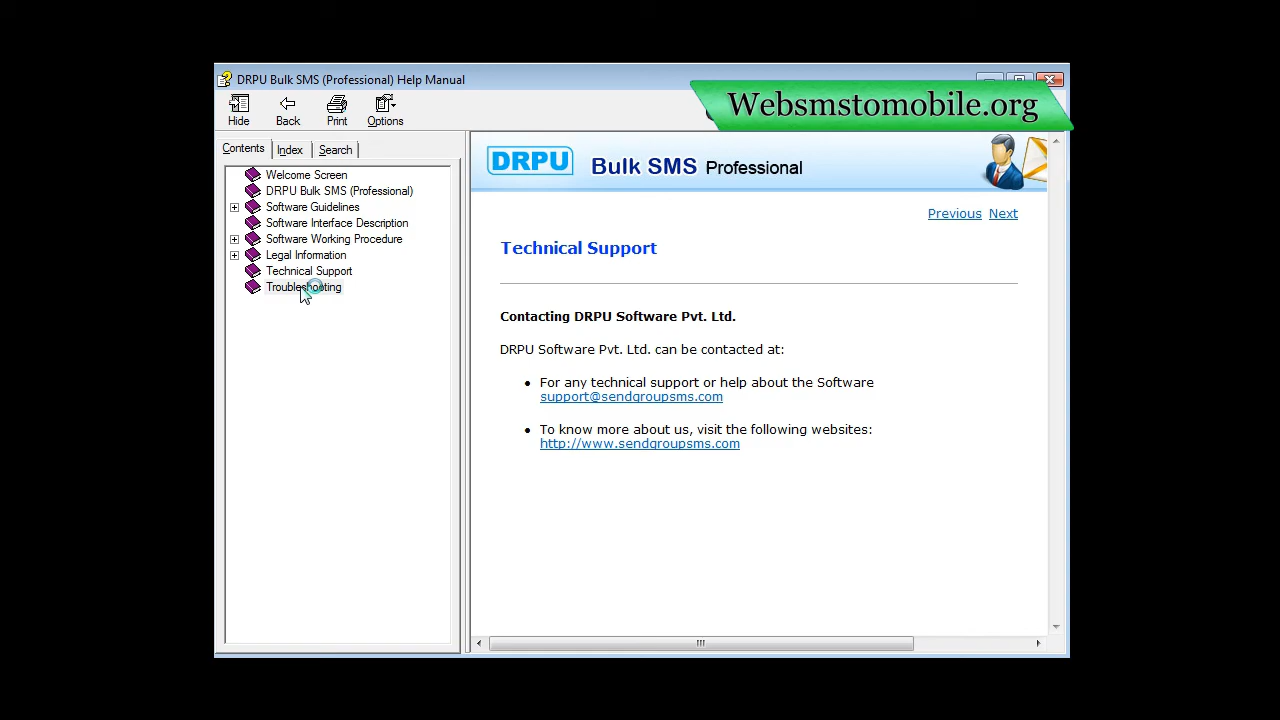 DRPU Bulk SMS (Professional) Help Manual
Websmstomobile.org
Hide Back Print Options
Contents Index Search
Welcome Screen
DRPU Bulk SMS (Professional)
Software Guidelines
Software Interface Description
Software Working Procedure
Legal Information
Technical Support
Troubleshooting
DRPU Bulk SMS Professional
Previous Next
Technical Support
Contacting DRPU Software Pvt. Ltd.
DRPU Software Pvt. Ltd. can be contacted at:
• For any technical support or help about the Software
support@sendgroupsms.com
• To know more about us, visit the following websites:
http://www.sendgroupsms.com